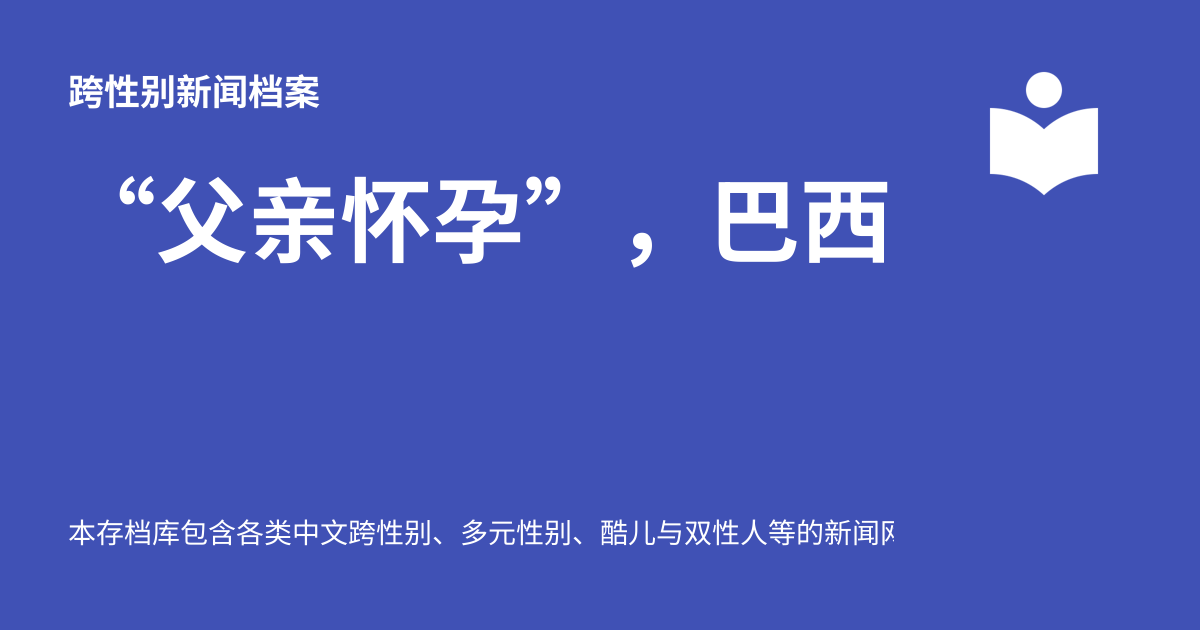 跨性别新闻档案
“父亲怀孕”，巴西
本存档库包含各类中文跨性别、多元性别、酷儿与双性人等的新闻